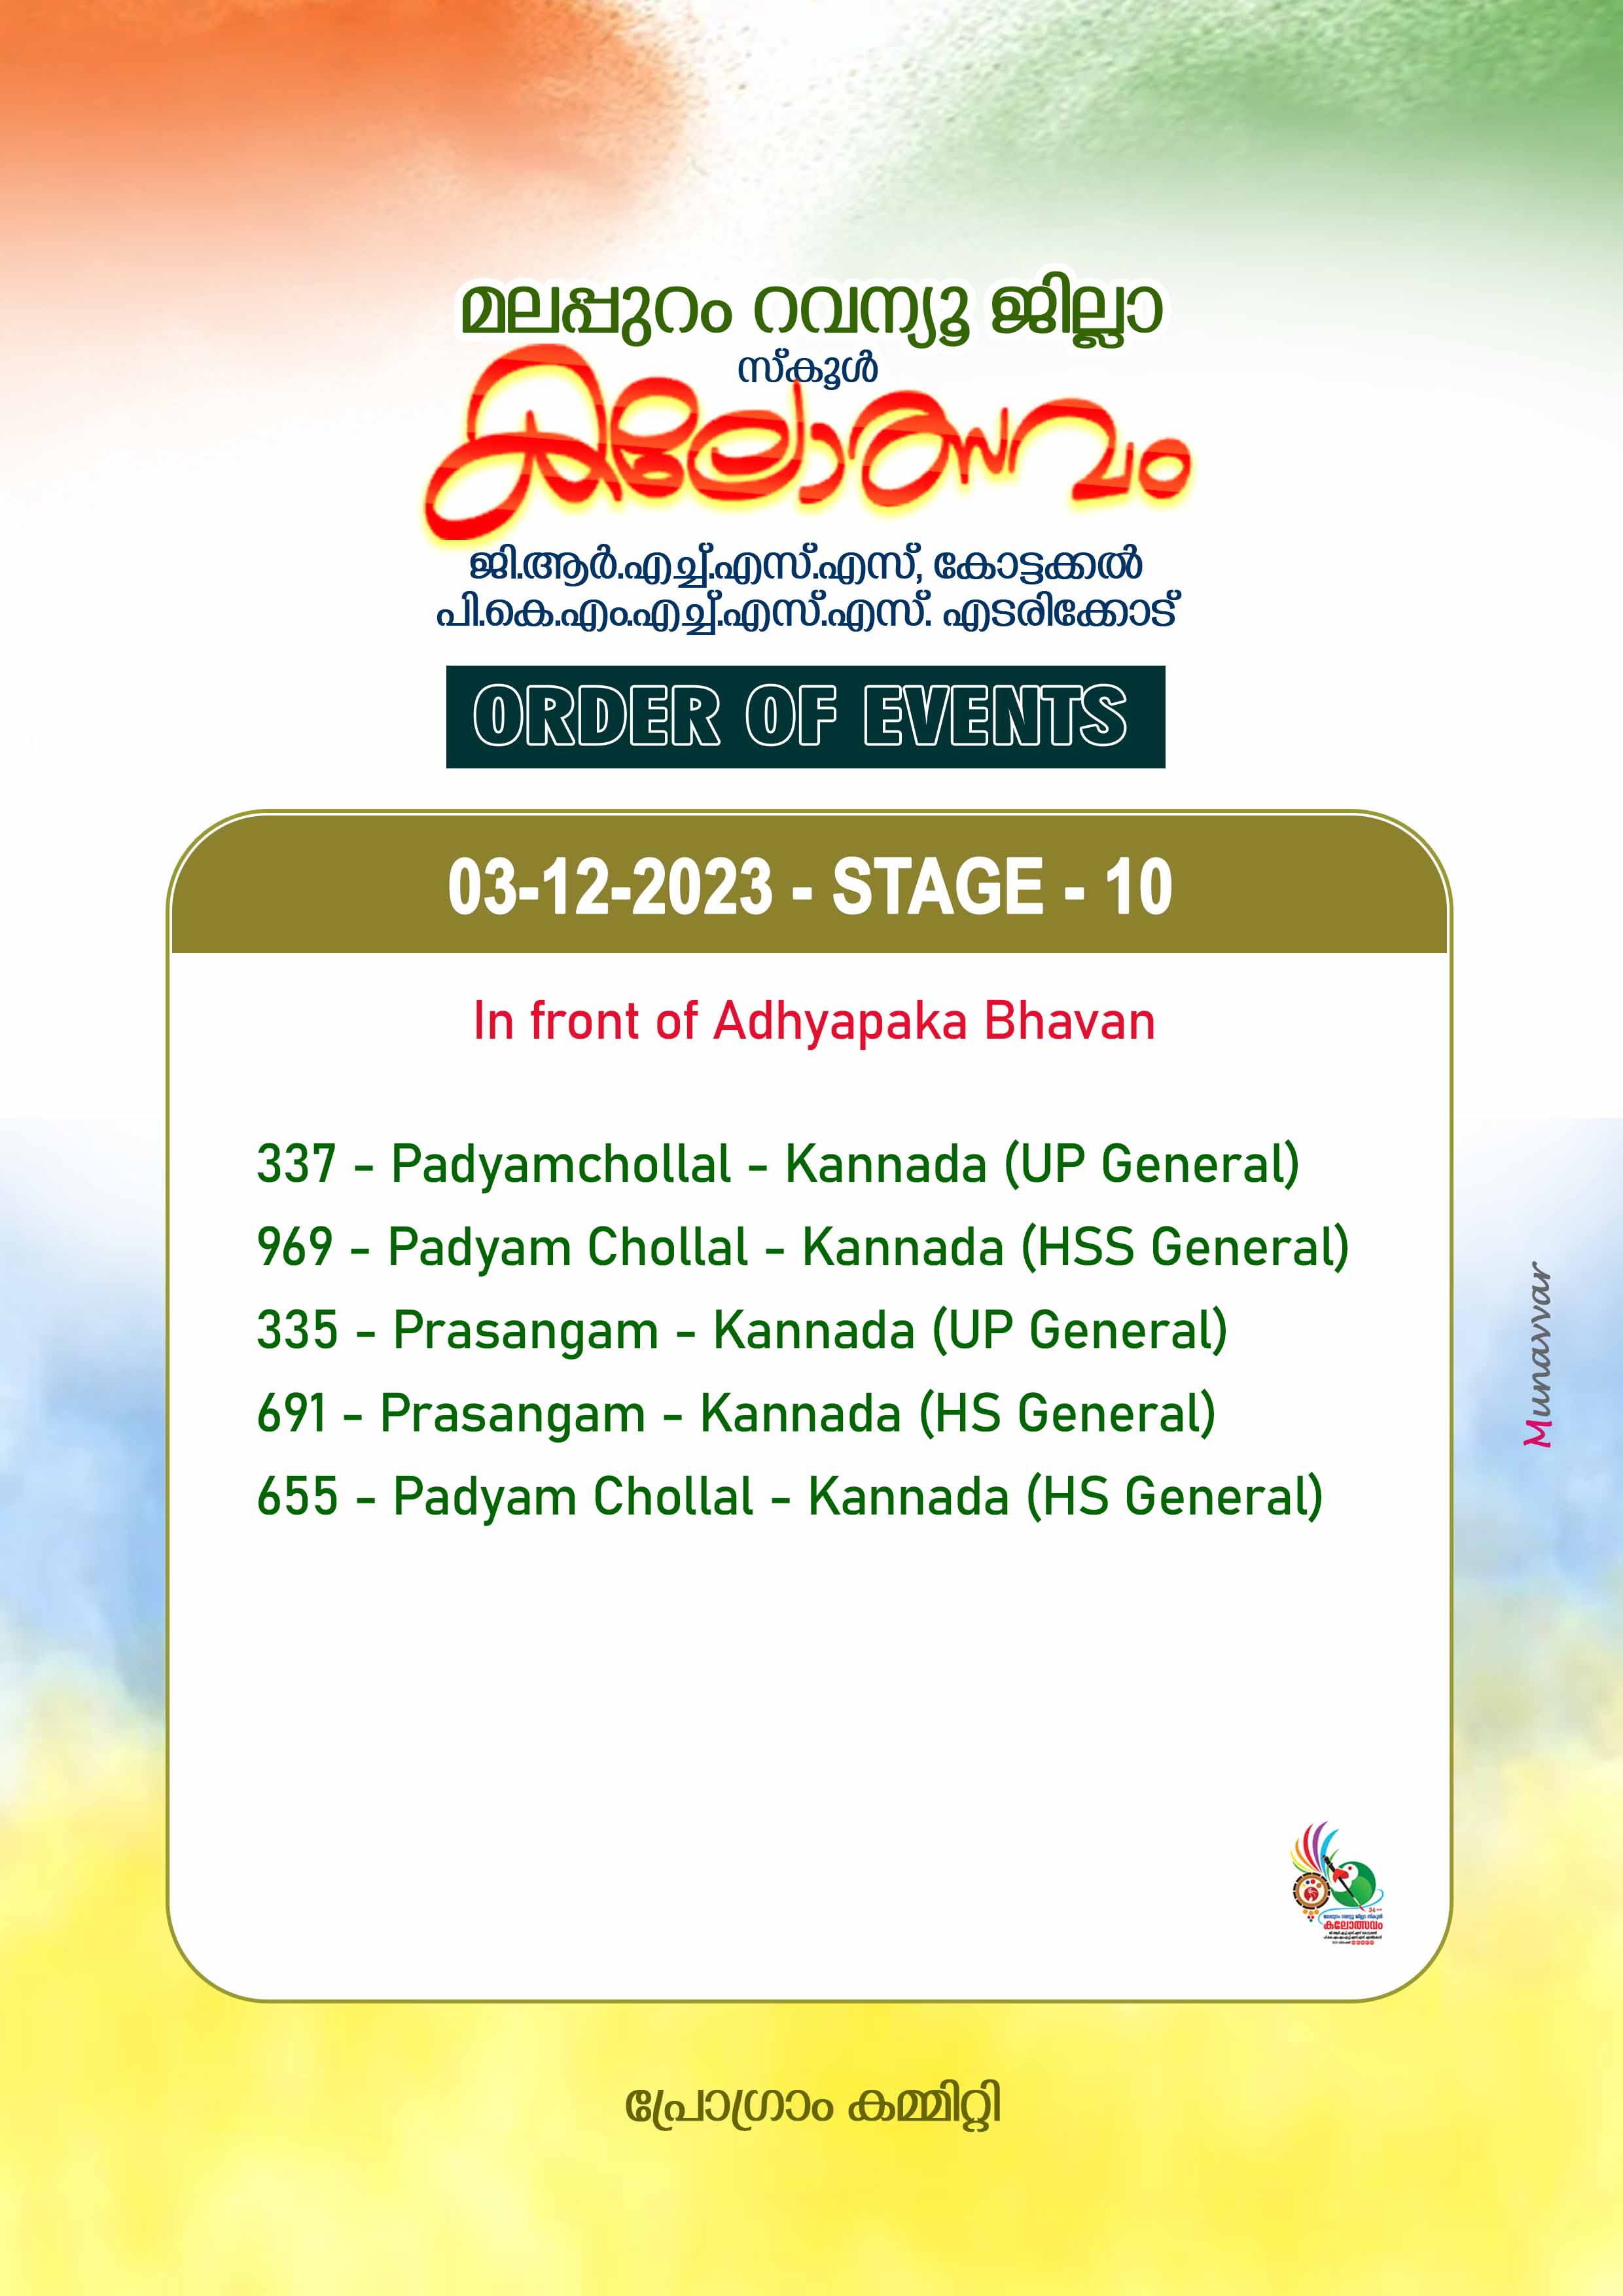 മലപ്പുറം റവന്യൂ ജില്ലാ
സ്കൂൾ
കലോത്സവം
ജി.ആർ.എച്ച്.എസ്.എസ്, കോട്ടക്കൽ
പി.കെ.എം.എച്ച്.എസ്.എസ്. എടരിക്കോട്
ORDER OF EVENTS
03-12-2023 - STAGE - 10
In front of Adhyapaka Bhavan
337 - Padyamchollal - Kannada (UP General)
969 - Padyam Chollal - Kannada (HSS General)
335 - Prasangam - Kannada (UP General)
691 - Prasangam - Kannada (HS General)
655 - Padyam Chollal - Kannada (HS General)
Munavvar
കലോത്സവം
പ്രോഗ്രാം കമ്മിറ്റി